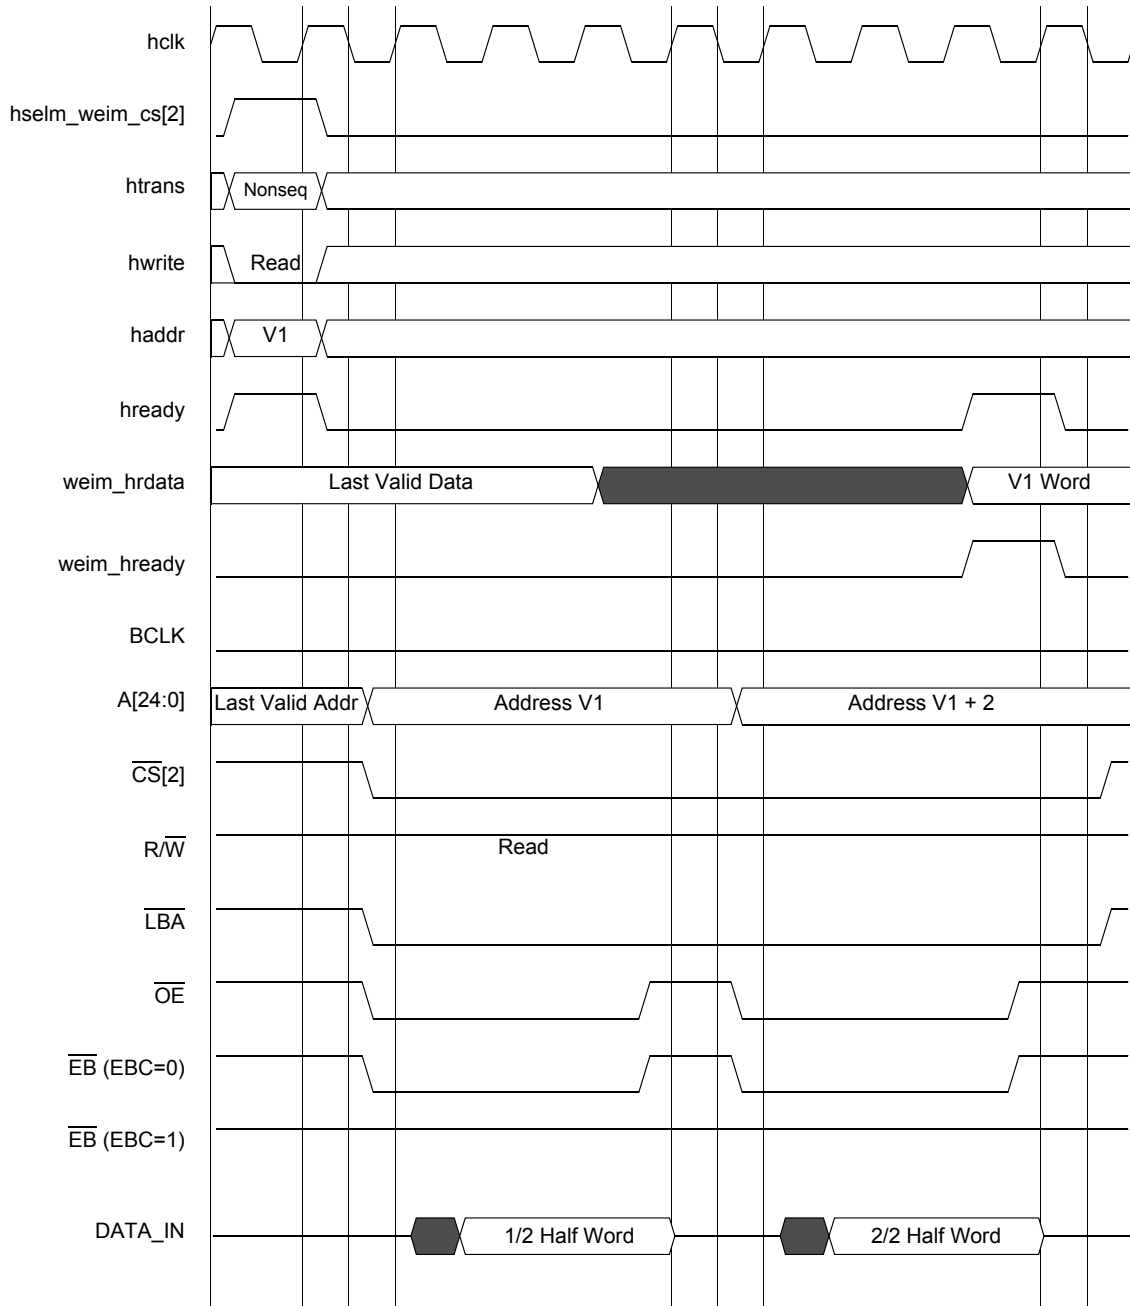 hclk
hselm_weim_cs[2]
htrans Nonseq
hwrite Read
haddr V1
hready
weim_hrdata Last Valid Data V1 Word
weim_hready
BCLK
A[24:0] Last Valid Addr Address V1 Address V1 + 2
CS[2]
R/W Read
LBA
OE
EB (EBC=0)
EB (EBC=1)
DATA_IN 1/2 Half Word 2/2 Half Word